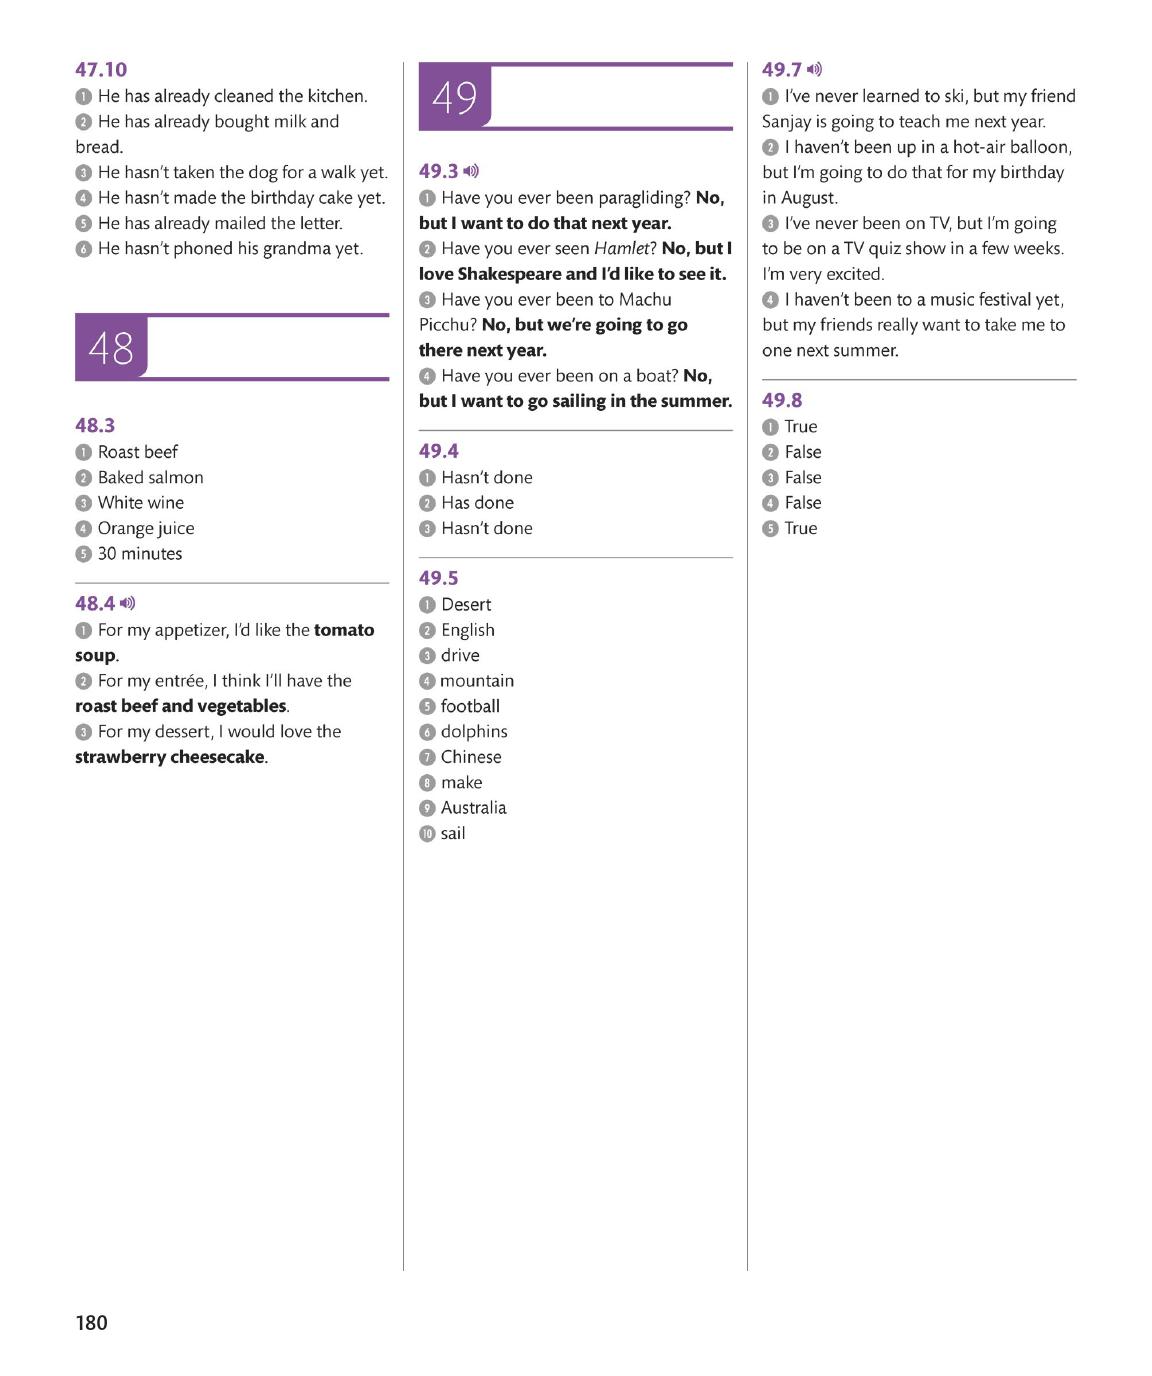 47.10
1 He has already cleaned the kitchen.
2 He has already bought milk and
bread.
3 He hasn't taken the dog for a walk yet.
4 He hasn't made the birthday cake yet.
5 He has already mailed the letter.
6 He hasn't phoned his grandma yet.
48
48.3
1 Roast beef
2 Baked salmon
3 White wine
4 Orange juice
5 30 minutes
48.4
1 For my appetizer, I'd like the tomato
soup.
2 For my entrée, I think I'll have the
roast beef and vegetables.
3 For my dessert, I would love the
strawberry cheesecake.
49
49.3
1 Have you ever been paragliding? No,
but I want to do that next year.
2 Have you ever seen Hamlet? No, but I
love Shakespeare and I'd like to see it.
3 Have you ever been to Machu
Picchu? No, but we're going to go
there next year.
4 Have you ever been on a boat? No,
but I want to go sailing in the summer.
49.4
1 Hasn't done
2 Has done
3 Hasn't done
49.5
1 Desert
2 English
3 drive
4 mountain
5 football
6 dolphins
7 Chinese
8 make
9 Australia
10 sail
49.7
1 I've never learned to ski, but my friend
Sanjay is going to teach me next year.
2 I haven't been up in a hot-air balloon,
but I'm going to do that for my birthday
in August.
3 I've never been on TV, but I'm going
to be on a TV quiz show in a few weeks.
I'm very excited.
4 I haven't been to a music festival yet,
but my friends really want to take me to
one next summer.
49.8
1 True
2 False
3 False
4 False
5 True
180